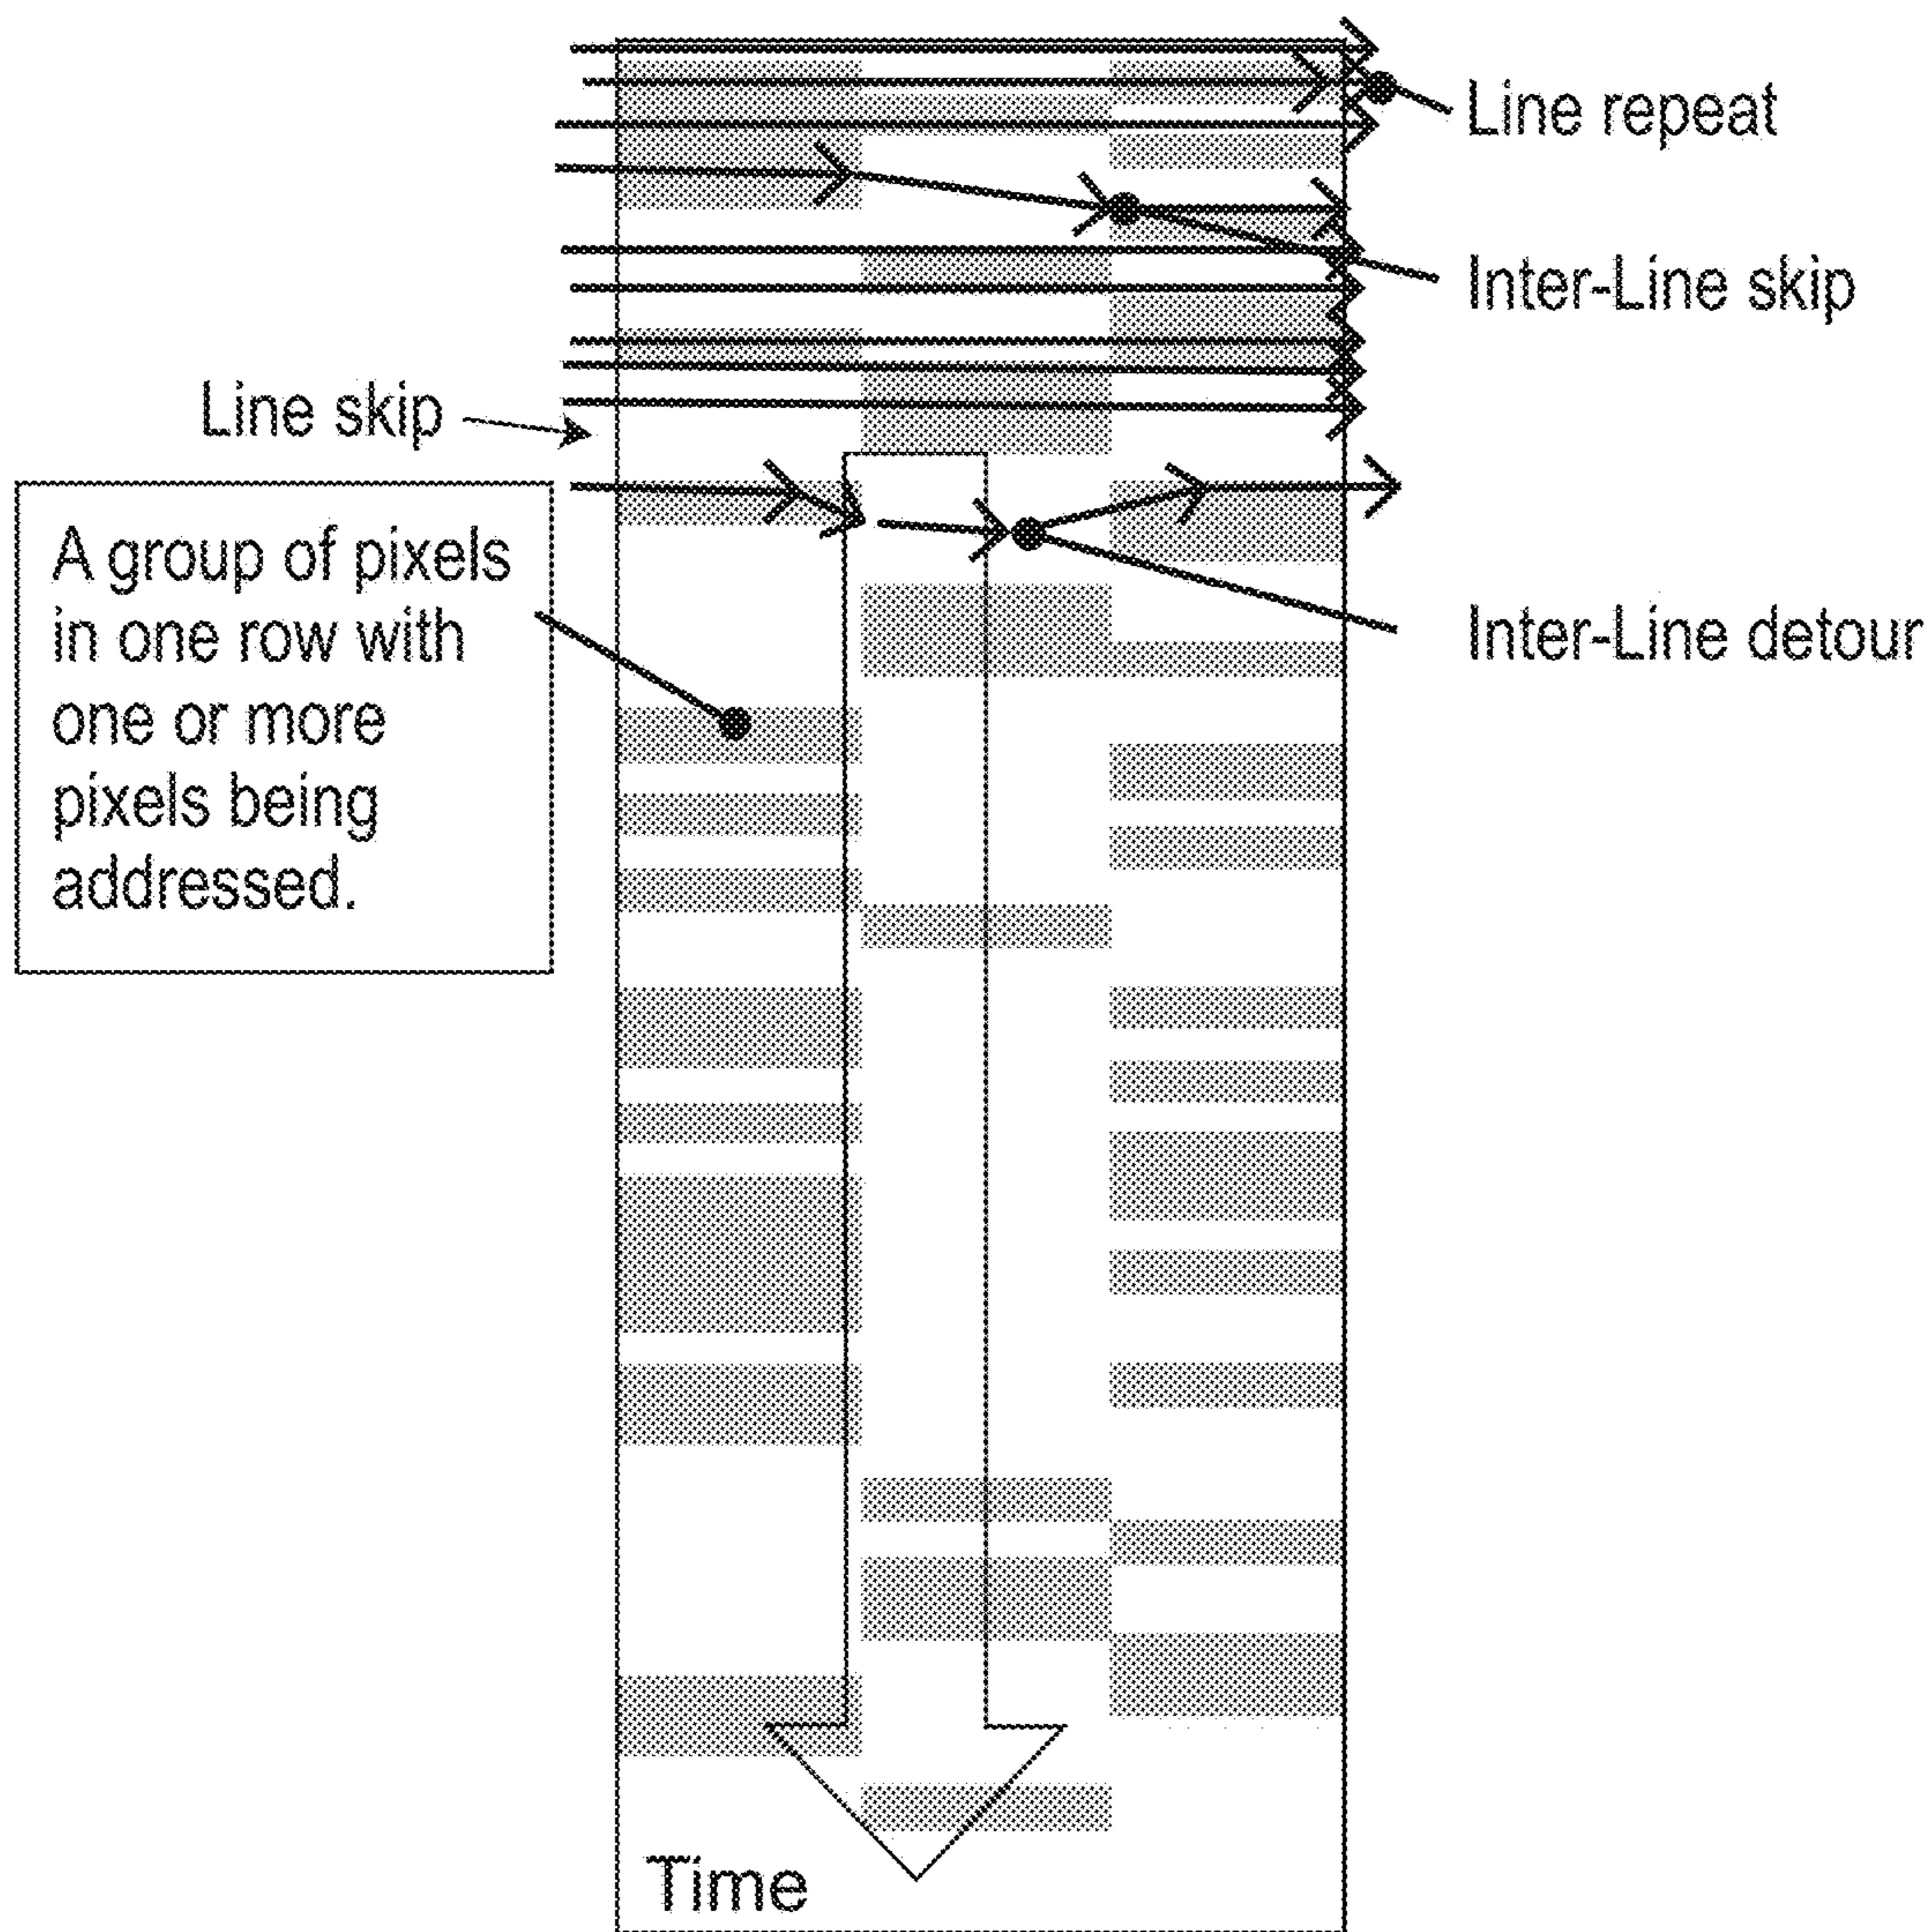 Line repeat
Inter-Line skip
Line skip
A group of pixels
in one row with
one or more
pixels being
addressed.
Inter-Line detour
Time